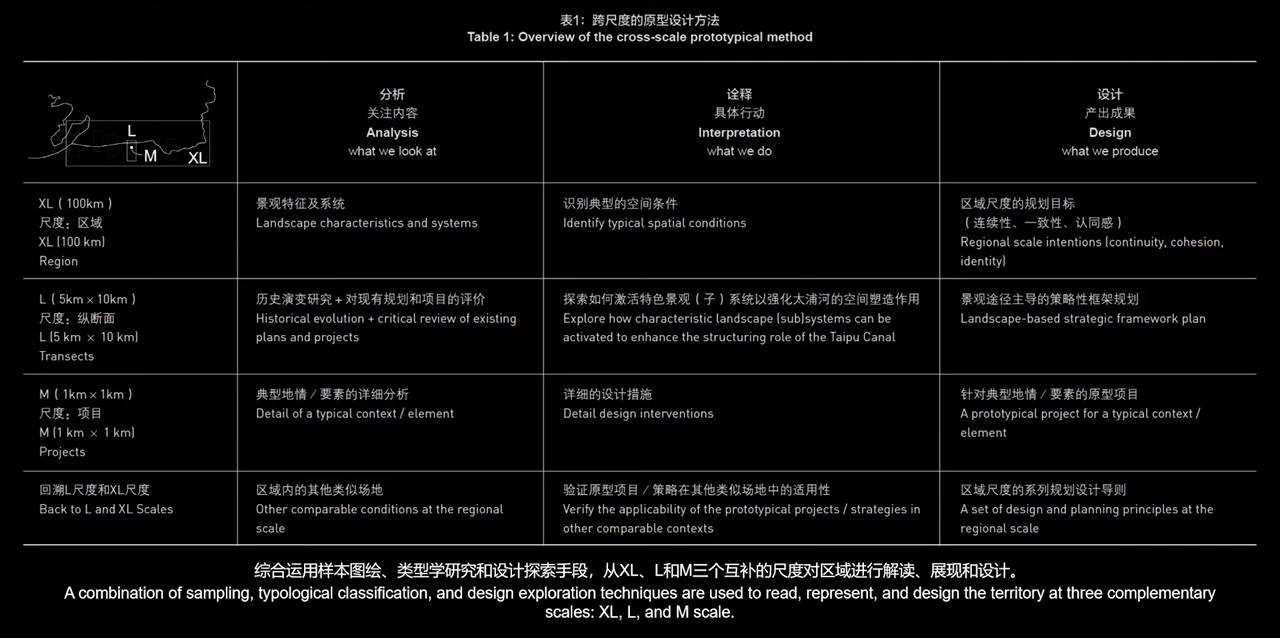 表1：跨尺度的原型设计方法
Table 1: Overview of the cross-scale prototypical method
L
M
XL
分析
关注内容
Analysis
what we look at
诠释
具体行动
Interpretation
what we do
设计
产出成果
Design
what we produce
XL（100km）
尺度：区域
XL (100 km)
Region
景观特征及系统
Landscape characteristics and systems
识别典型的空间条件
Identify typical spatial conditions
区域尺度的规划目标
（连续性、一致性、认同感）
Regional scale intentions (continuity, cohesion,
identity)
L（5km×10km）
尺度：纵断面
L (5 km × 10 km)
Transects
历史演变研究＋对现有规划和项目的评价
Historical evolution + critical review of existing
plans and projects
探索如何激活特色景观（子）系统以强化太浦河的空间塑造作用
Explore how characteristic landscape (sub)systems can be
activated to enhance the structuring role of the Taipu Canal
景观途径主导的策略性框架规划
Landscape-based strategic framework plan
M（1km×1km）
尺度：项目
M (1 km × 1 km)
Projects
典型地情／要素的详细分析
Detail of a typical context / element
详细的设计措施
Detail design interventions
针对典型地情／要素的原型项目
A prototypical project for a typical context /
element
回溯L尺度和XL尺度
Back to L and XL Scales
区域内的其他类似场地
Other comparable conditions at the regional
scale
验证原型项目／策略在其他类似场地中的适用性
Verify the applicability of the prototypical projects / strategies in
other comparable contexts
区域尺度的系列规划设计导则
A set of design and planning principles at the
regional scale
综合运用样本图绘、类型学研究和设计探索手段，从XL、L和M三个互补的尺度对区域进行解读、展现和设计。
A combination of sampling, typological classification, and design exploration techniques are used to read, represent, and design the territory at three complementary
scales: XL, L, and M scale.